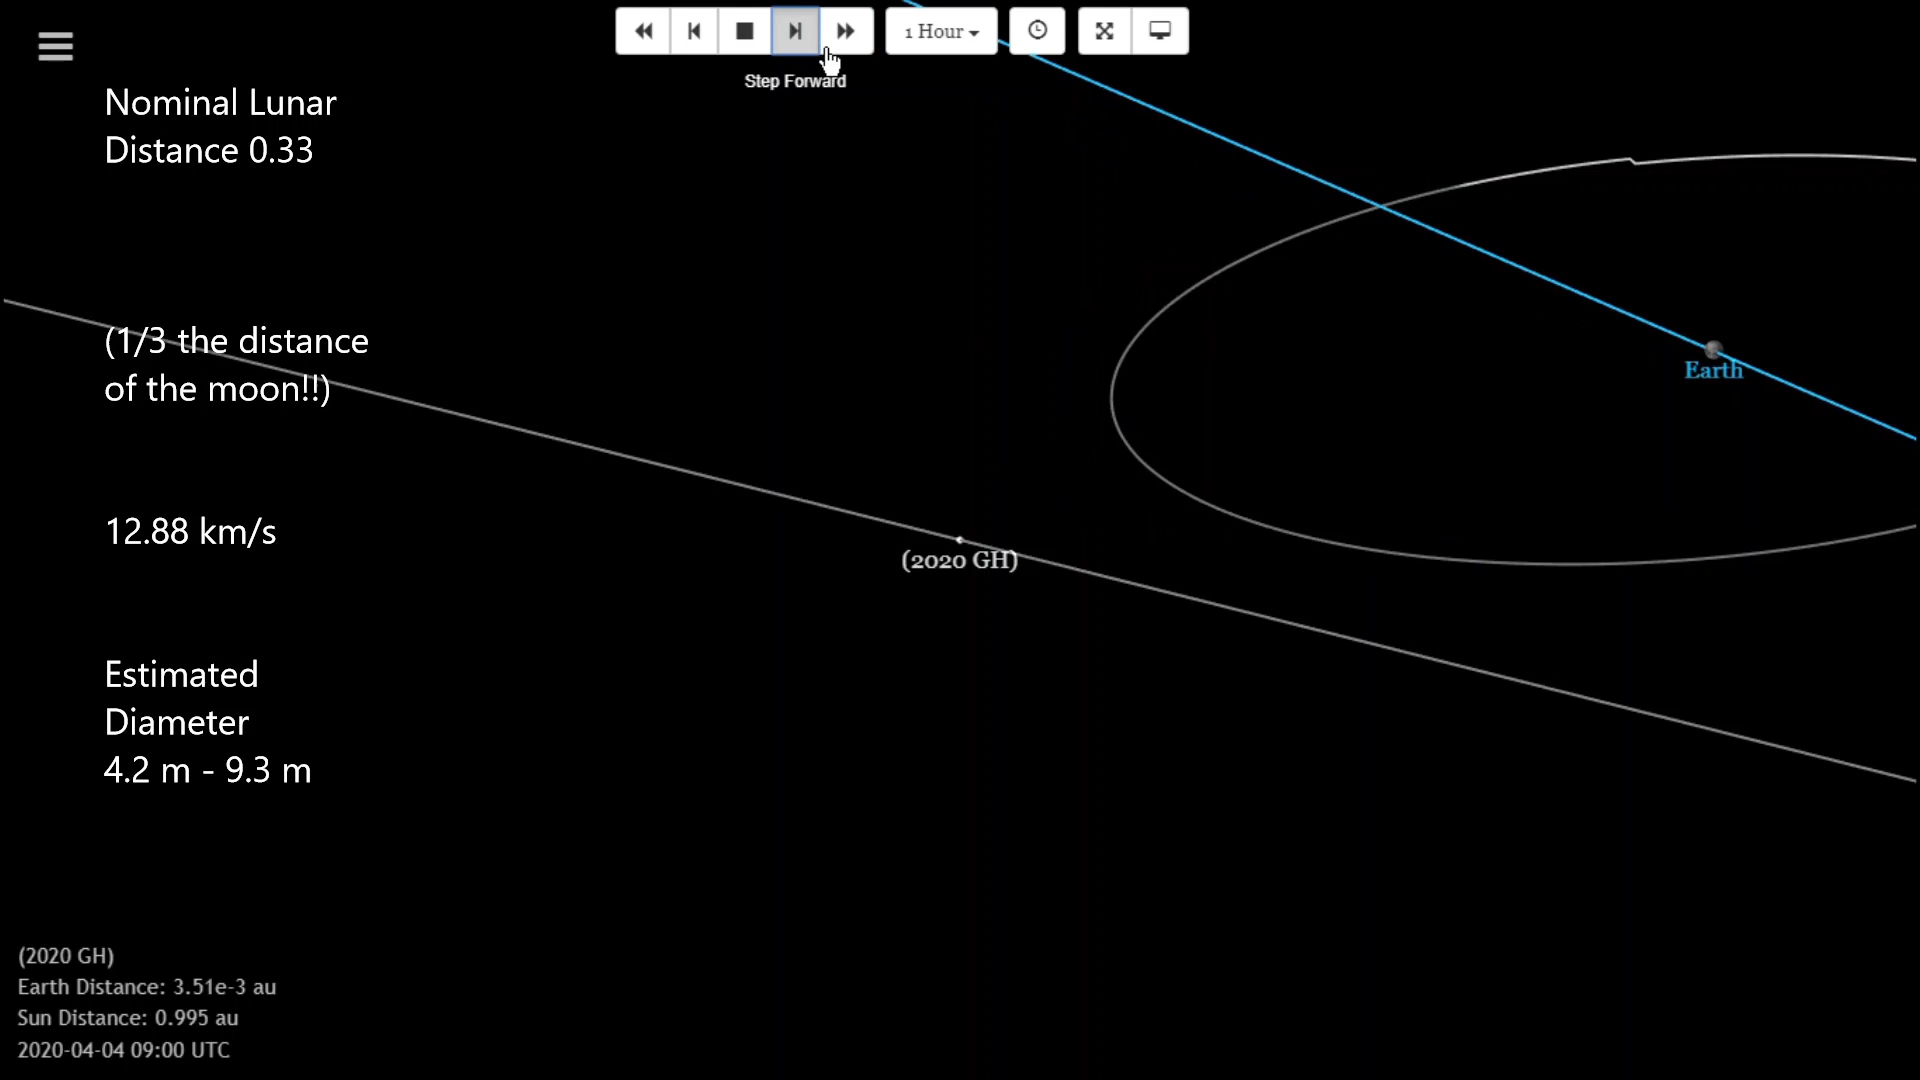 1 Hour
Step Forward
Nominal Lunar
Distance 0.33
(1/3 the distance
of the moon!!)
Earth
12.88 km/s
(2020 GH)
Estimated
Diameter
4.2 m - 9.3 m
(2020 GH)
Earth Distance: 3.51e-3 au
Sun Distance: 0.995 au
2020-04-04 09:00 UTC